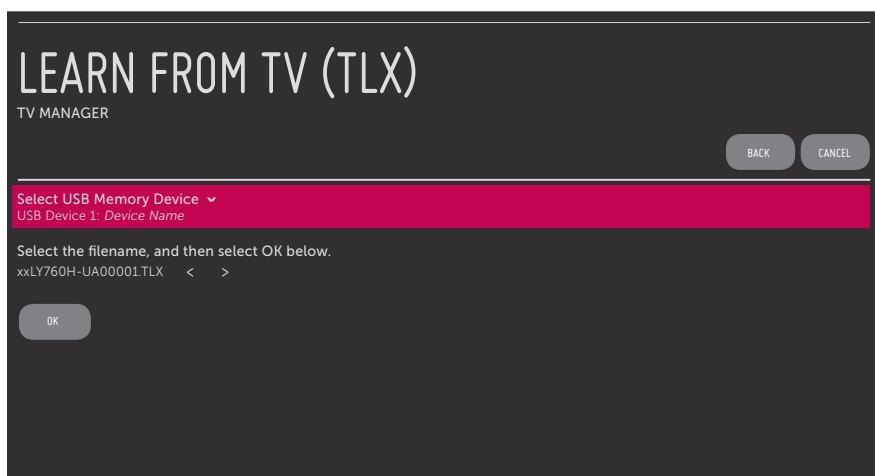 LEARN FROM TV (TLX)
TV MANAGER
BACK CANCEL
Select USB Memory Device
USB Device 1: Device Name
Select the filename, and then select OK below.
xxLY760H-UA00001.TLX < >
OK